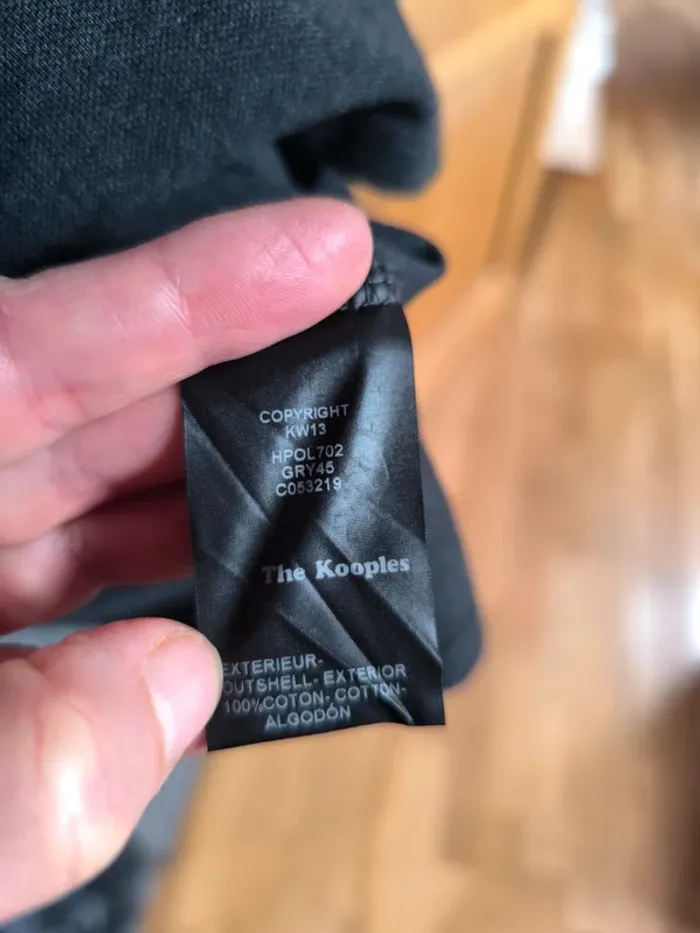 COPYRIGHT
KW13
HPOL702
GRY45
C053219
The Kooples
EXTERIEUR-
OUTSHELL- EXTERIOR
100%COTON- COTTON-
ALGODÓN